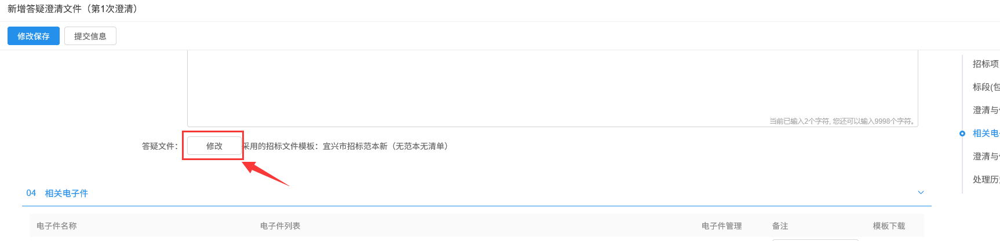 新增答疑澄清文件（第1次澄清）
修改保存 提交信息
当前已输入2个字符, 您还可以输入9998个字符。
答疑文件： 修改 采用的招标文件模板：宜兴市招标范本新（无范本无清单）
04 相关电子件
电子件名称 电子件列表 电子件管理 备注 模板下载
招标项
标段(包
澄清与
相关电
澄清与
处理历